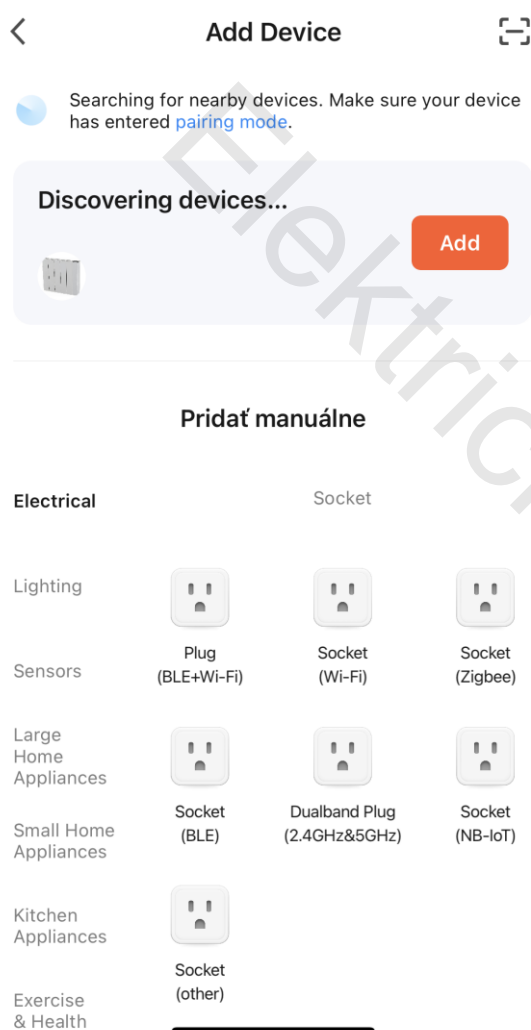 Add Device
Searching for nearby devices. Make sure your device
has entered pairing mode.
Discovering devices...
Add
Pridať manuálne
Electrical
Socket
Lighting
Plug
(BLE+Wi-Fi)
Socket
(Wi-Fi)
Socket
(Zigbee)
Sensors
Large
Home
Appliances
Socket
(BLE)
Dualband Plug
(2.4GHz&5GHz)
Socket
(NB-IoT)
Small Home
Appliances
Kitchen
Appliances
Socket
(other)
Exercise
& Health